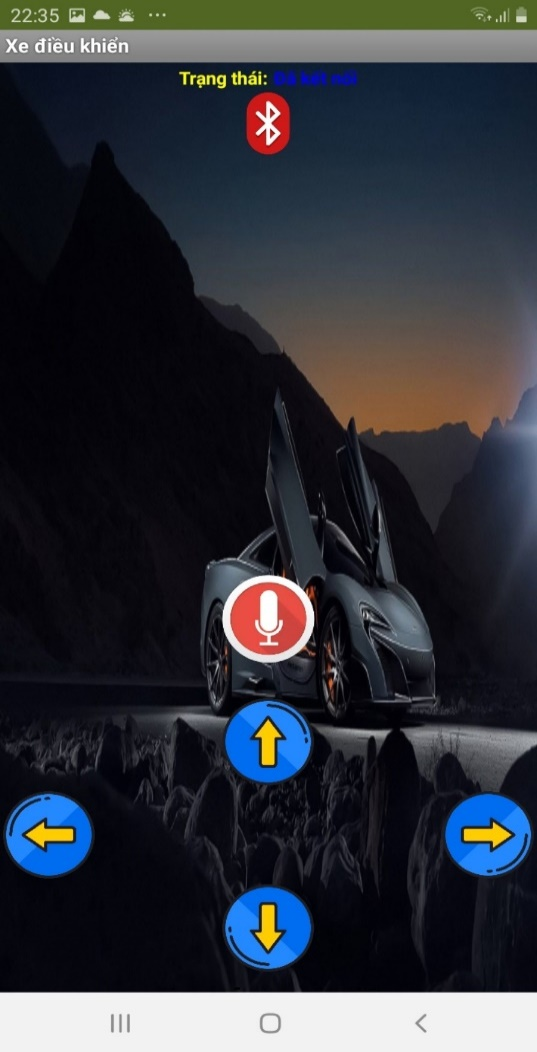 22:35
Xe điều khiển
Trạng thái: Đã kết nối